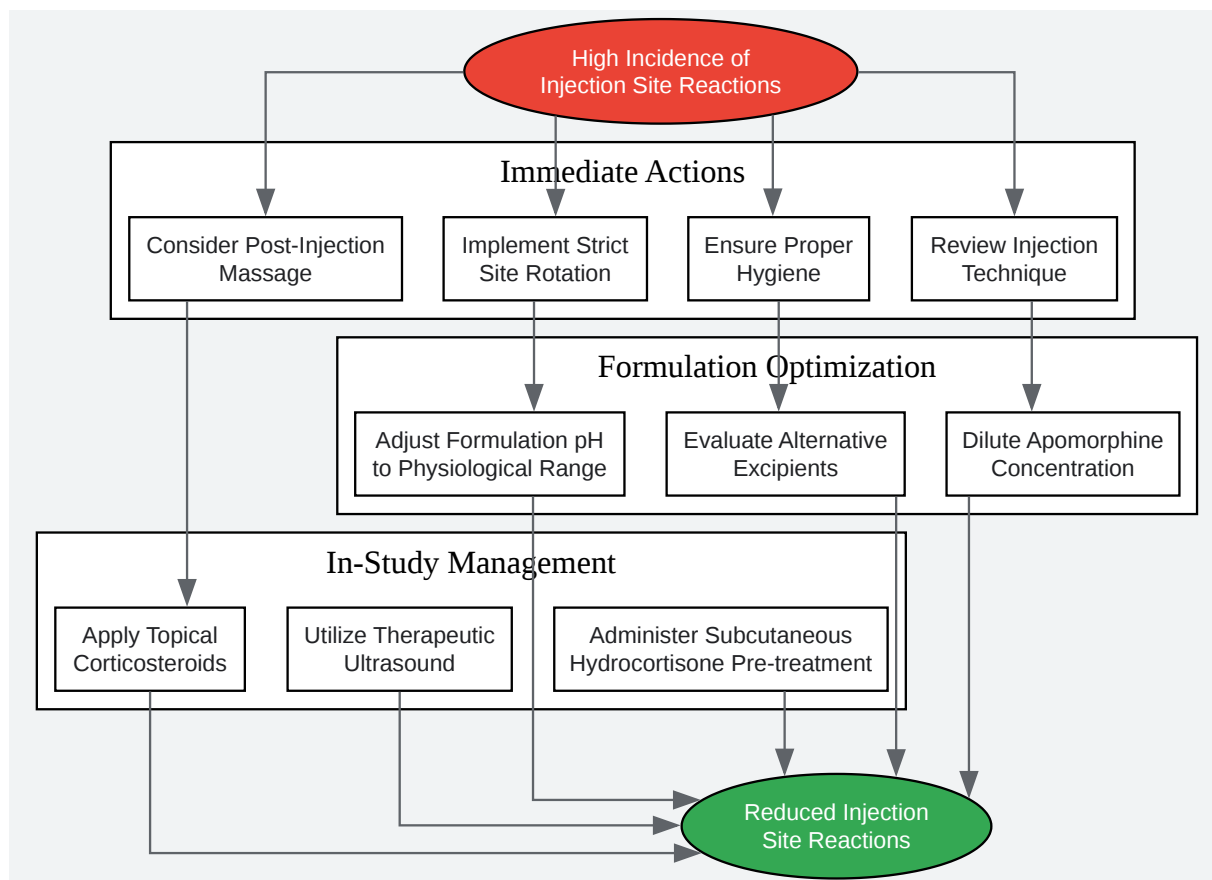 High Incidence of
Injection Site Reactions
Immediate Actions
Consider Post-Injection
Massage
Implement Strict
Site Rotation
Ensure Proper
Hygiene
Review Injection
Technique
Formulation Optimization
Adjust Formulation pH
to Physiological Range
Evaluate Alternative
Excipients
Dilute Apomorphine
Concentration
In-Study Management
Apply Topical
Corticosteroids
Utilize Therapeutic
Ultrasound
Administer Subcutaneous
Hydrocortisone Pre-treatment
Reduced Injection
Site Reactions